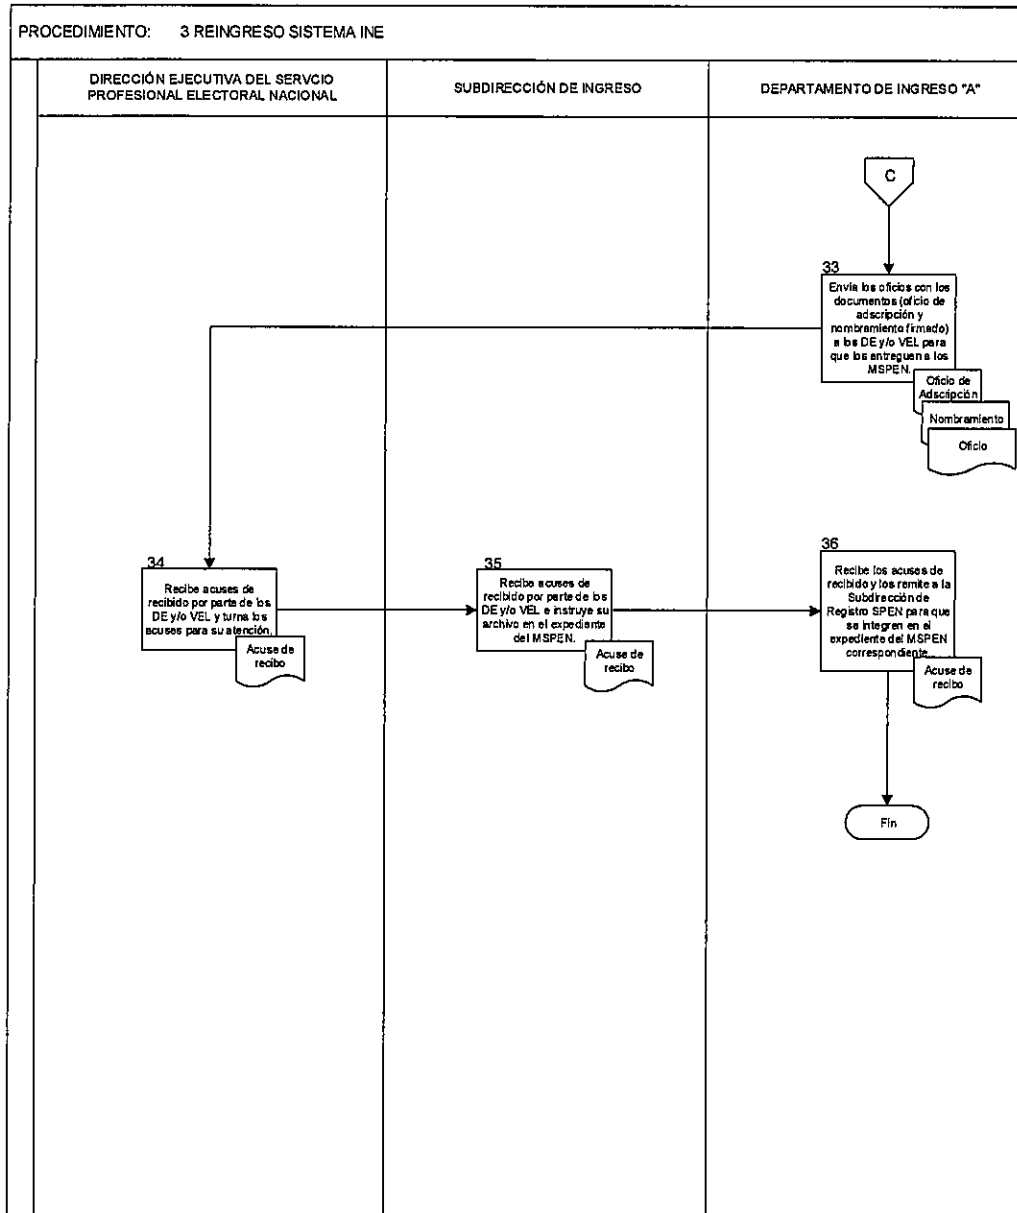 PROCEDIMIENTO: 3 REINGRESO SISTEMA INE
DIRECCIÓN EJECUTIVA DEL SERVCIO
PROFESIONAL ELECTORAL NACIONAL
SUBDIRECCIÓN DE INGRESO
DEPARTAMENTO DE INGRESO "A"
C
33
Envía los oficios con los
documentos (oficio de
adscripción y
nombramiento firmado)
a los DE y/o VEL para
que los entreguen a los
MSPEN.
Oficio de
Adscripción
Nombramiento
Oficio
34
Recibe acuses de
recibido por parte de los
DE y/o VEL y turna los
acuses para su atención.
Acuse de
recibo
35
Recibe acuses de
recibido por parte de los
DE y/o VEL e instruye su
archivo en el expediente
del MSPEN.
Acuse de
recibo
36
Recibe los acuses de
recibido y los remite a la
Subdirección de
Registro SPEN para que
se integren en el
expediente del MSPEN
correspondiente.
Acuse de
recibo
Fin